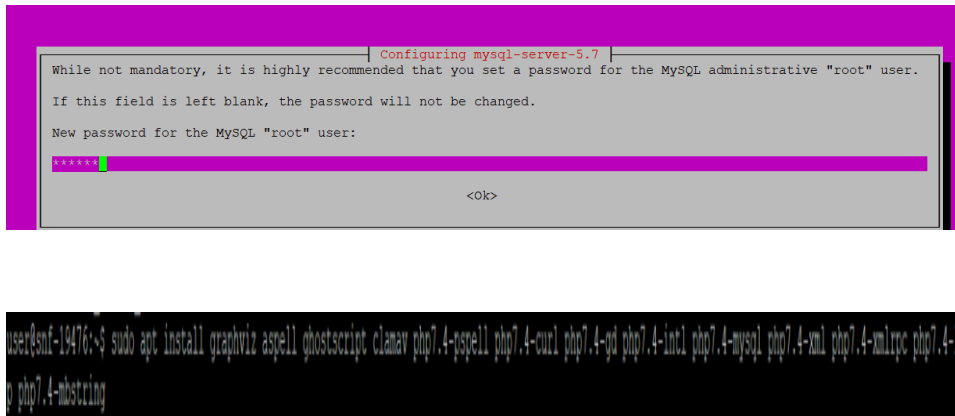 Configuring mysql-server-5.7
While not mandatory, it is highly recommended that you set a password for the MySQL administrative "root" user.
If this field is left blank, the password will not be changed.
New password for the MySQL "root" user:
******
<Ok>
user@snf-19476:~$ sudo apt install graphviz aspell ghostscript clamav php7.4-pspell php7.4-curl php7.4-gd php7.4-intl php7.4-mysql php7.4-xml php7.4-xmlrpc php7.4-
p php7.4-mbstring